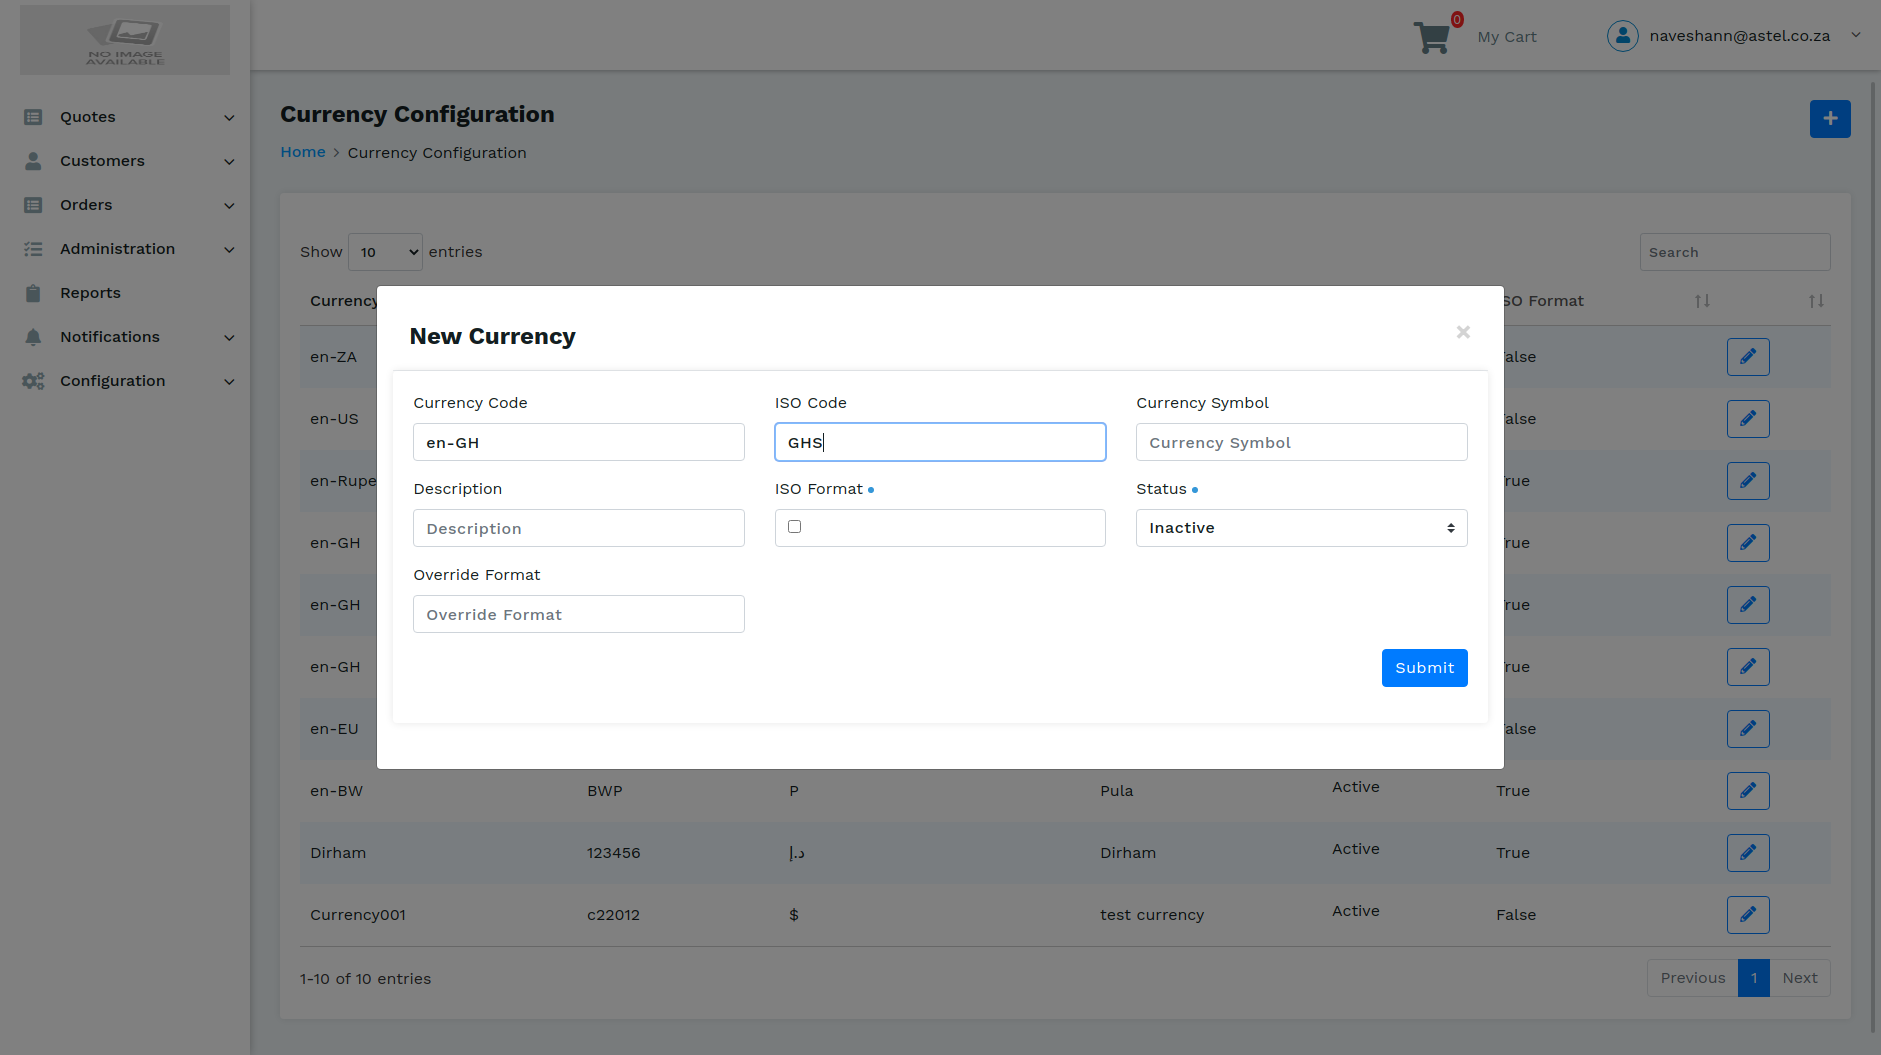 NO IMAGE
AVAILABLE
0
My Cart
naveshann@astel.co.za
Quotes
Customers
Orders
Administration
Reports
Notifications
Configuration
Currency Configuration
Home > Currency Configuration
Show 10 entries
Search
Currency
SO Format
en-ZA
alse
en-US
alse
en-Rupe
rue
en-GH
rue
en-GH
rue
en-GH
rue
en-EU
alse
New Currency
×
Currency Code
ISO Code
Currency Symbol
en-GH
GHS
Currency Symbol
Description
ISO Format
Status
Description
Inactive
Override Format
Override Format
Submit
en-BW BWP P Pula Active True
Dirham 123456 د.إ Dirham Active True
Currency001 c22012 $ test currency Active False
1-10 of 10 entries
Previous 1 Next